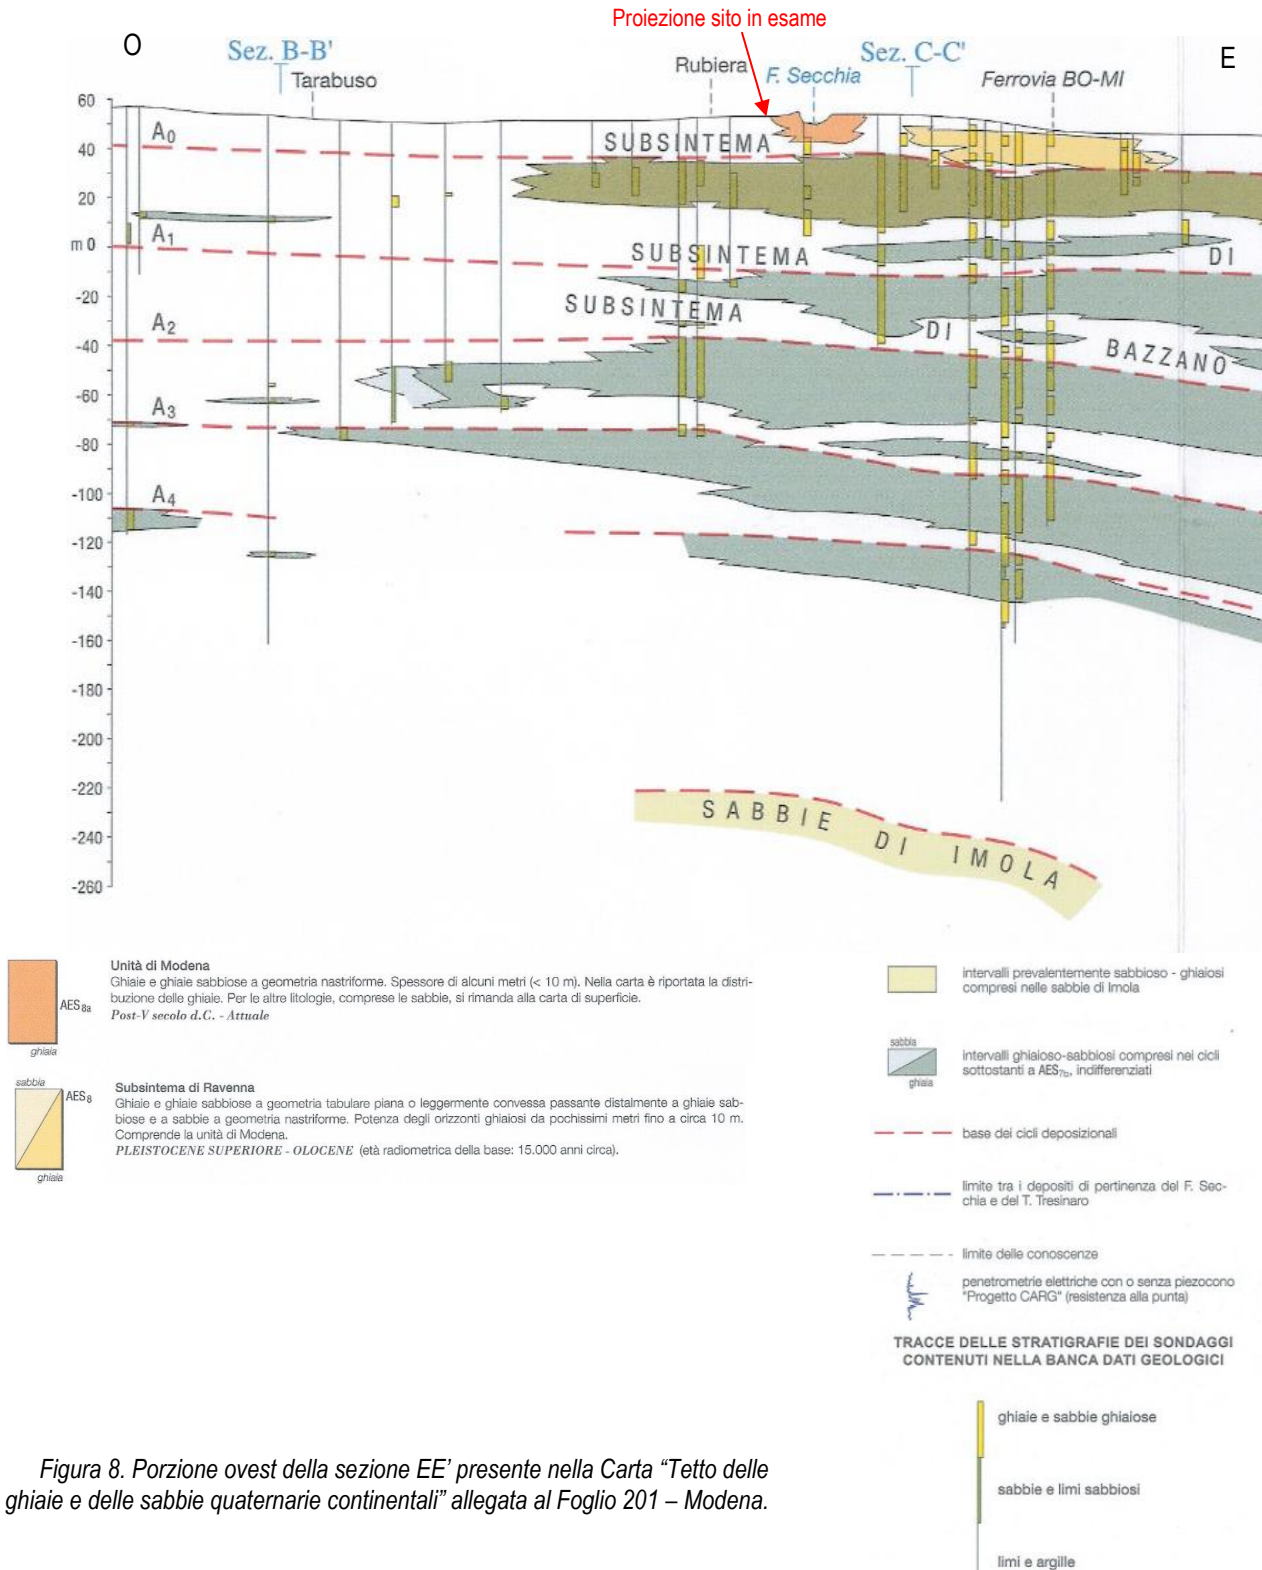 Proiezione sito in esame
O
Sez. B-B'
Tarabuso
Rubiera
F. Secchia
Sez. C-C'
Ferrovia BO-MI
E
60
40
20
m 0
-20
-40
-60
-80
-100
-120
-140
-160
-180
-200
-220
-240
-260
A0
A1
A2
A3
A4
SUBSINTEMA
SUBSINTEMA DI
SUBSINTEMA DI BAZZANO
SABBIE DI IMOLA
Unità di Modena
Ghiaie e ghiaie sabbiose a geometria nastriforme. Spessore di alcuni metri (< 10 m). Nella carta è riportata la distri-
buzione delle ghiaie. Per le altre litologie, comprese le sabbie, si rimanda alla carta di superficie.
Post-V secolo d.C. - Attuale
AES8a
ghiaia
sabbia
AES8
ghiaia
Subsintema di Ravenna
Ghiaie e ghiaie sabbiose a geometria tabulare piana o leggermente convessa passante distalmente a ghiaie sab-
biose e a sabbie a geometria nastriforme. Potenza degli orizzonti ghiaiosi da pochissimi metri fino a circa 10 m.
Comprende la unità di Modena.
PLEISTOCENE SUPERIORE - OLOCENE (età radiometrica della base: 15.000 anni circa).
intervalli prevalentemente sabbioso - ghiaiosi
compresi nelle sabbie di Imola
sabbia
ghiaia
intervalli ghiaioso-sabbiosi compresi nei cicli
sottostanti a AES7b, indifferenziati
base dei cicli deposizionali
limite tra i depositi di pertinenza del F. Sec-
chia e del T. Tresinaro
limite delle conoscenze
penetrometrie elettriche con o senza piezocono
"Progetto CARG" (resistenza alla punta)
TRACCE DELLE STRATIGRAFIE DEI SONDAGGI
CONTENUTI NELLA BANCA DATI GEOLOGICI
ghiaie e sabbie ghiaiose
sabbie e limi sabbiosi
limi e argille
Figura 8. Porzione ovest della sezione EE' presente nella Carta “Tetto delle
ghiaie e delle sabbie quaternarie continentali” allegata al Foglio 201 – Modena.